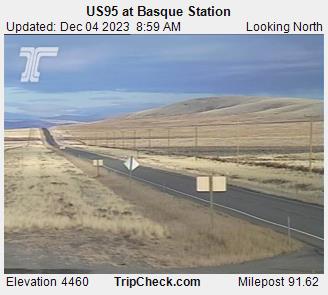 US95 at Basque Station
Updated: Dec 04 2023 8:59 AM Looking North
Elevation 4460 TripCheck.com Milepost 91.62